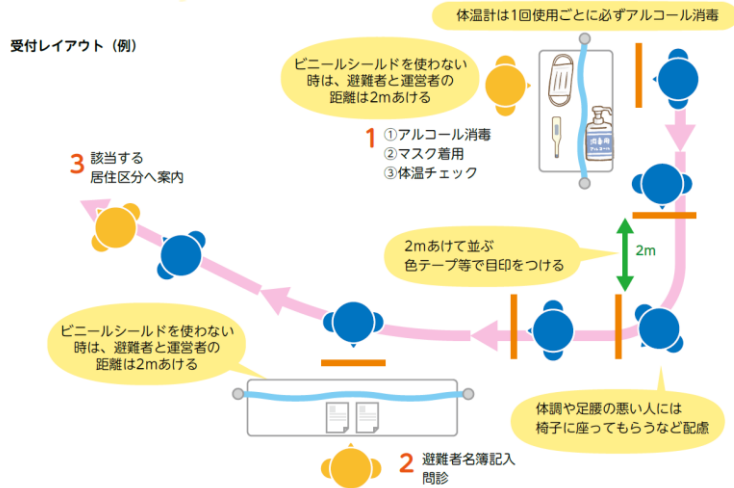 体温計は1回使用ごとに必ずアルコール消毒
受付レイアウト（例）
ビニールシールドを使わない
時は、避難者と運営者の
距離は2mあける
1 ①アルコール消毒
②マスク着用
③体温チェック
消毒用
アルコール
3 該当する
居住区分へ案内
2mあけて並ぶ
色テープ等で目印をつける
2m
ビニールシールドを使わない
時は、避難者と運営者の
距離は2mあける
体調や足腰の悪い人には
椅子に座ってもらうなど配慮
2 避難者名簿記入
問診